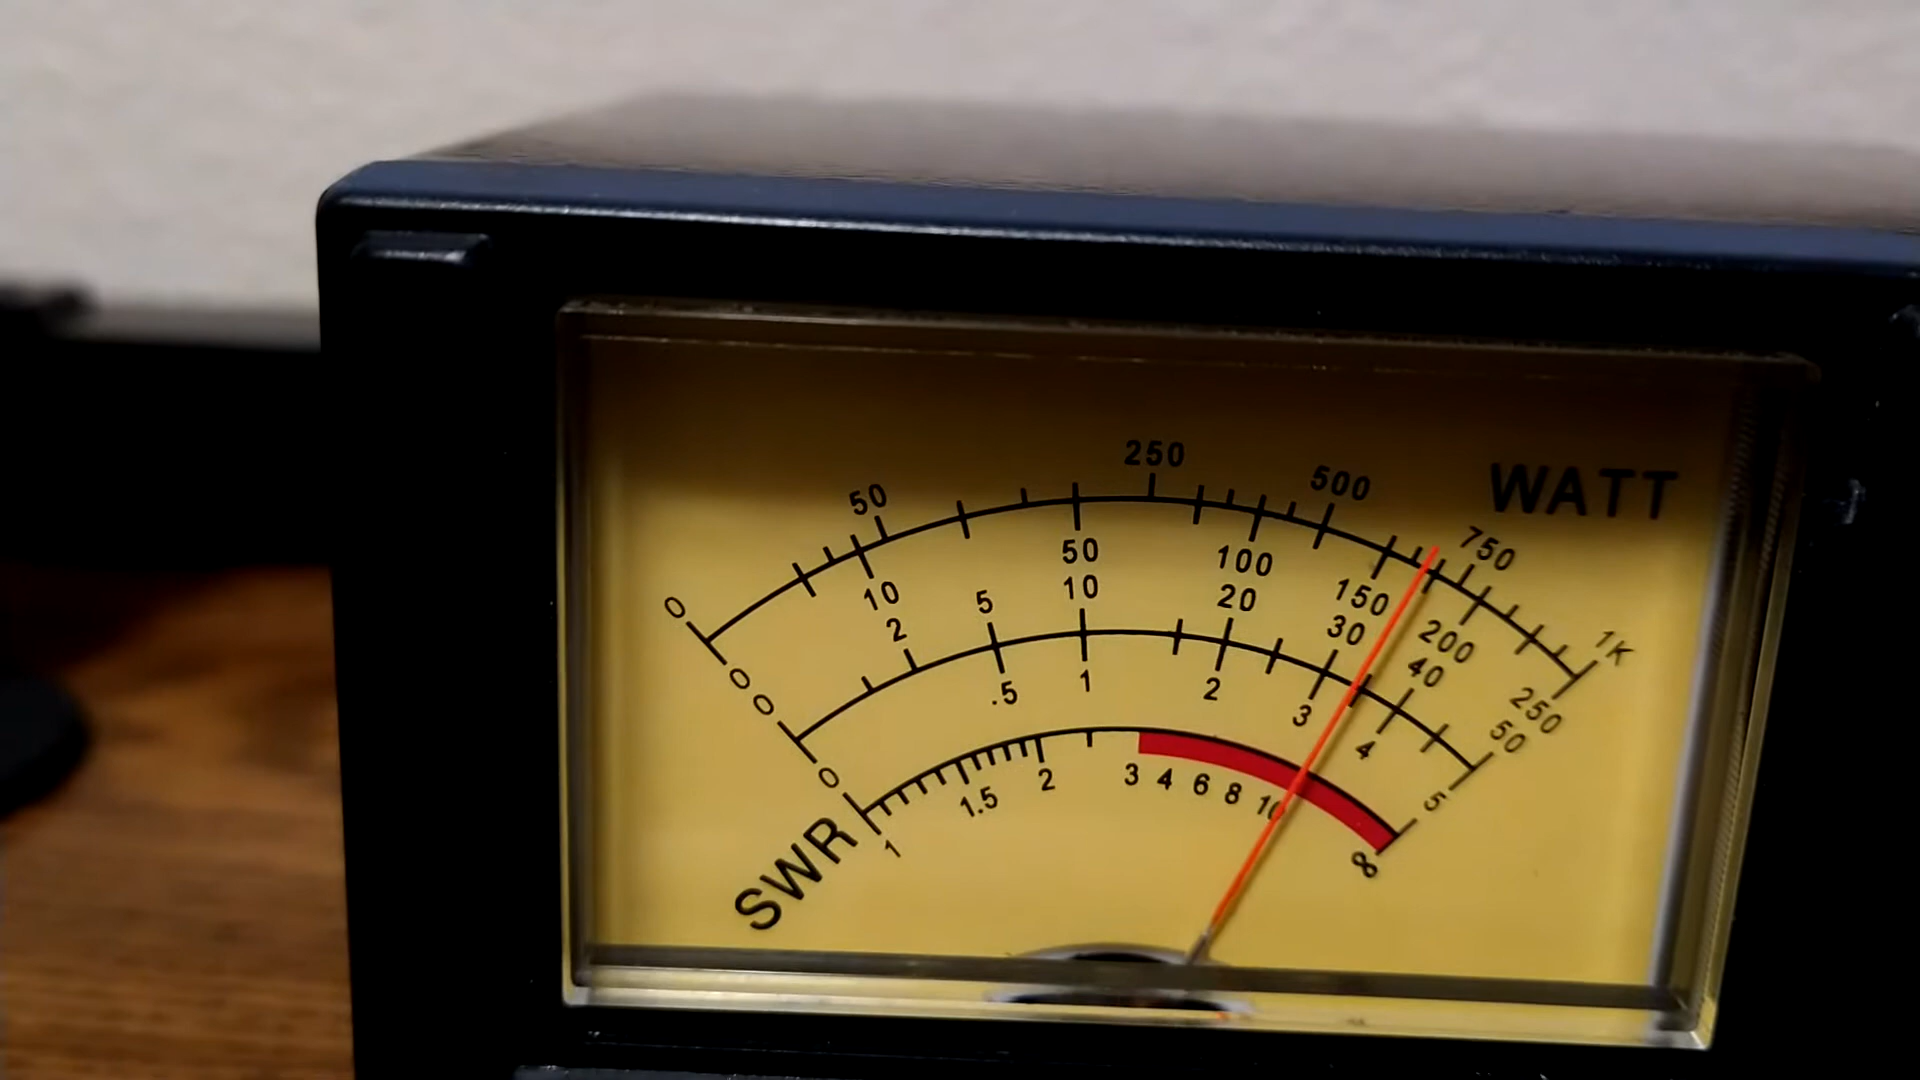 WATT
0 50 250 500 750 1K
0 10 50 100 150 200 250
0 2 5 10 20 30 40 50
0 .5 1 2 3 4 5
SWR 1 1.5 2 3 4 6 8 10 ∞